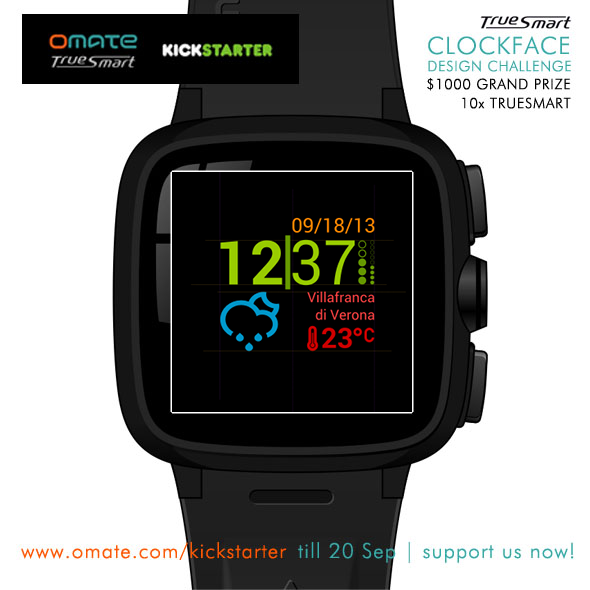 OMATE
TrueSmart
KICKSTARTER
TrueSmart
CLOCKFACE
DESIGN CHALLENGE
$1000 GRAND PRIZE
10x TRUESMART
09/18/13
12|37
Villafranca
di Verona
23°C
www.omate.com/kickstarter till 20 Sep | support us now!